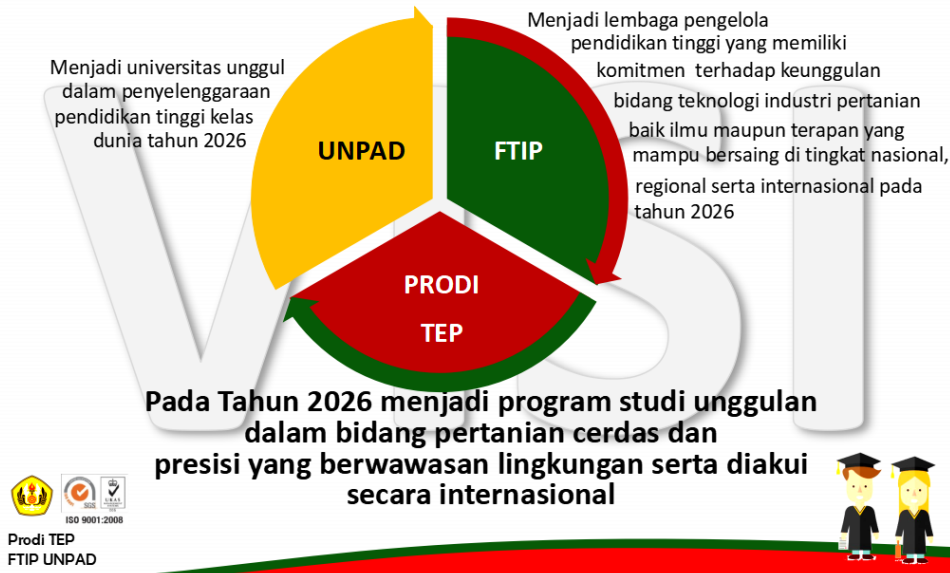 Menjadi universitas unggul
dalam penyelenggaraan
pendidikan tinggi kelas
dunia tahun 2026
UNPAD
FTIP
Menjadi lembaga pengelola
pendidikan tinggi yang memiliki
komitmen terhadap keunggulan
bidang teknologi industri pertanian
baik ilmu maupun terapan yang
mampu bersaing di tingkat nasional,
regional serta internasional pada
tahun 2026
PRODI
TEP
VISI
Pada Tahun 2026 menjadi program studi unggulan
dalam bidang pertanian cerdas dan
presisi yang berwawasan lingkungan serta diakui
secara internasional
SGS
UKAS
ISO 9001:2008
Prodi TEP
FTIP UNPAD